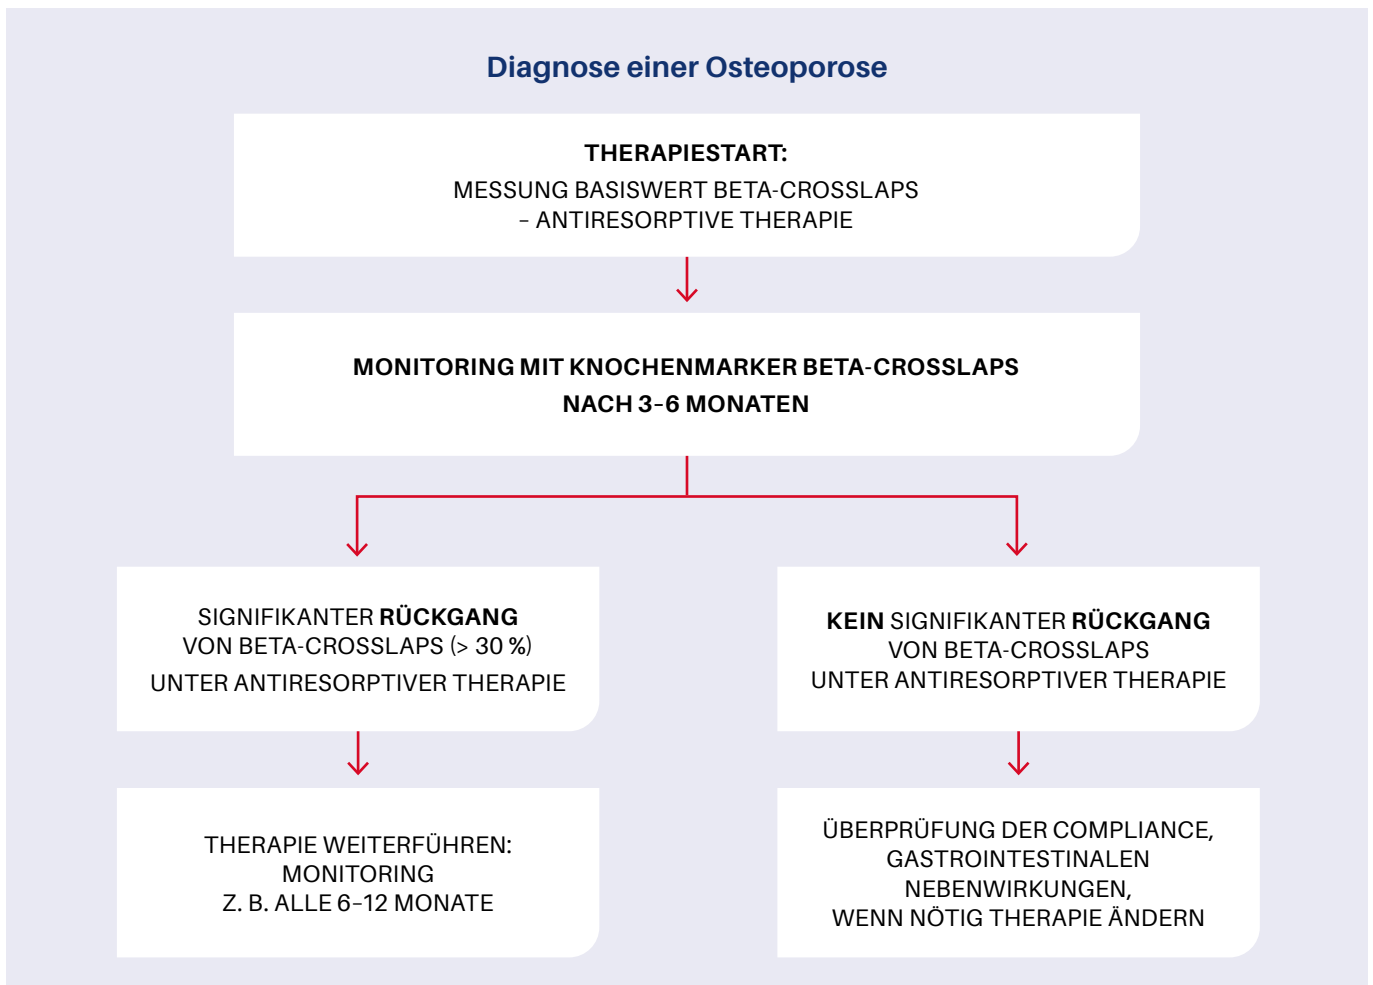 Diagnose einer Osteoporose
THERAPIESTART:
MESSUNG BASISWERT BETA-CROSSLAPS
– ANTIRESORPTIVE THERAPIE
MONITORING MIT KNOCHENMARKER BETA-CROSSLAPS
NACH 3–6 MONATEN
SIGNIFIKANTER RÜCKGANG
VON BETA-CROSSLAPS (> 30 %)
UNTER ANTIRESORPTIVER THERAPIE
KEIN SIGNIFIKANTER RÜCKGANG
VON BETA-CROSSLAPS
UNTER ANTIRESORPTIVER THERAPIE
THERAPIE WEITERFÜHREN:
MONITORING
Z. B. ALLE 6–12 MONATE
ÜBERPRÜFUNG DER COMPLIANCE,
GASTROINTESTINALEN
NEBENWIRKUNGEN,
WENN NÖTIG THERAPIE ÄNDERN